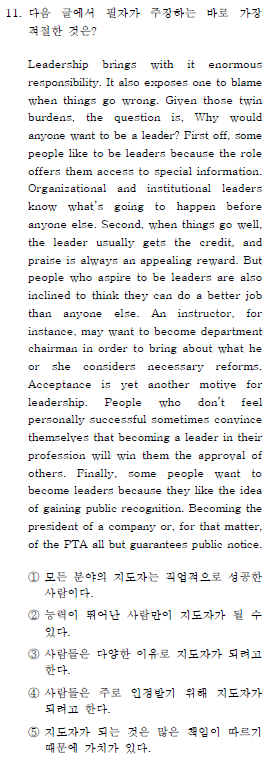 11. 다음 글에서 필자가 주장하는 바로 가장
적절한 것은?
Leadership brings with it enormous
responsibility. It also exposes one to blame
when things go wrong. Given those twin
burdens, the question is, Why would
anyone want to be a leader? First off, some
people like to be leaders because the role
offers them access to special information.
Organizational and institutional leaders
know what's going to happen before
anyone else. Second, when things go well,
the leader usually gets the credit, and
praise is always an appealing reward. But
people who aspire to be leaders are also
inclined to think they can do a better job
than anyone else. An instructor, for
instance, may want to become department
chairman in order to bring about what he
or she considers necessary reforms.
Acceptance is yet another motive for
leadership. People who don't feel
personally successful sometimes convince
themselves that becoming a leader in their
profession will win them the approval of
others. Finally, some people want to
become leaders because they like the idea
of gaining public recognition. Becoming the
president of a company or, for that matter,
of the PTA all but guarantees public notice.
① 모든 분야의 지도자는 직업적으로 성공한
사람이다.
② 능력이 뛰어난 사람만이 지도자가 될 수
있다.
③ 사람들은 다양한 이유로 지도자가 되려고
한다.
④ 사람들은 주로 인정받기 위해 지도자가
되려고 한다.
⑤ 지도자가 되는 것은 많은 책임이 따르기
때문에 가치가 있다.